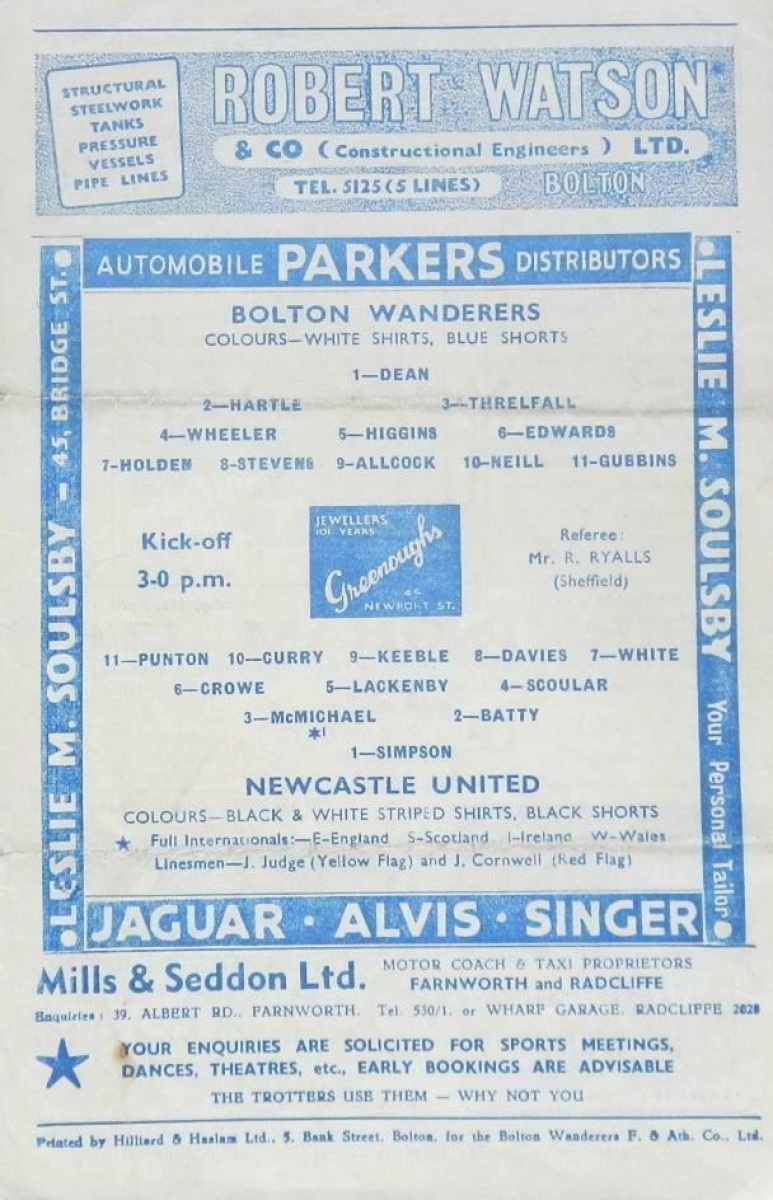 STRUCTURAL
STEELWORK
TANKS
PRESSURE
VESSELS
PIPE LINES
ROBERT WATSON
& CO (Constructional Engineers) LTD.
TEL. 5125 (5 LINES) BOLTON
AUTOMOBILE PARKERS DISTRIBUTORS
LESLIE M. SOULSBY - 45, BRIDGE ST.
BOLTON WANDERERS
COLOURS—WHITE SHIRTS, BLUE SHORTS
1—DEAN
2—HARTLE 3—THRELFALL
4—WHEELER 5—HIGGINS 6—EDWARDS
7-HOLDEN 8-STEVENS 9-ALLCOCK 10-NEILL 11-GUBBINS
Kick-off
3-0 p.m.
JEWELLERS
101 YEARS
Greenoughs
45
NEWPORT ST.
Referee:
Mr. R. RYALLS
(Sheffield)
11—PUNTON 10—CURRY 9—KEEBLE 8—DAVIES 7—WHITE
6—CROWE 5—LACKENBY 4—SCOULAR
3—McMICHAEL 2—BATTY
★I
1—SIMPSON
NEWCASTLE UNITED
COLOURS—BLACK & WHITE STRIPED SHIRTS, BLACK SHORTS
★ Full Internationals:—E-England S-Scotland I-Ireland W-Wales
Linesmen—J. Judge (Yellow Flag) and J. Cornwell (Red Flag)
LESLIE M. SOULSBY Your Personal Tailor
JAGUAR · ALVIS · SINGER
Mills & Seddon Ltd. MOTOR COACH & TAXI PROPRIETORS
FARNWORTH and RADCLIFFE
Enquiries: 39, ALBERT RD., FARNWORTH. Tel. 530/1. or WHARF GARAGE, RADCLIFFE 2028
★ YOUR ENQUIRIES ARE SOLICITED FOR SPORTS MEETINGS,
DANCES, THEATRES, etc., EARLY BOOKINGS ARE ADVISABLE
THE TROTTERS USE THEM — WHY NOT YOU
Printed by Hilliard & Haslam Ltd., 5, Bank Street, Bolton, for the Bolton Wanderers F. & Ath. Co., Ltd.